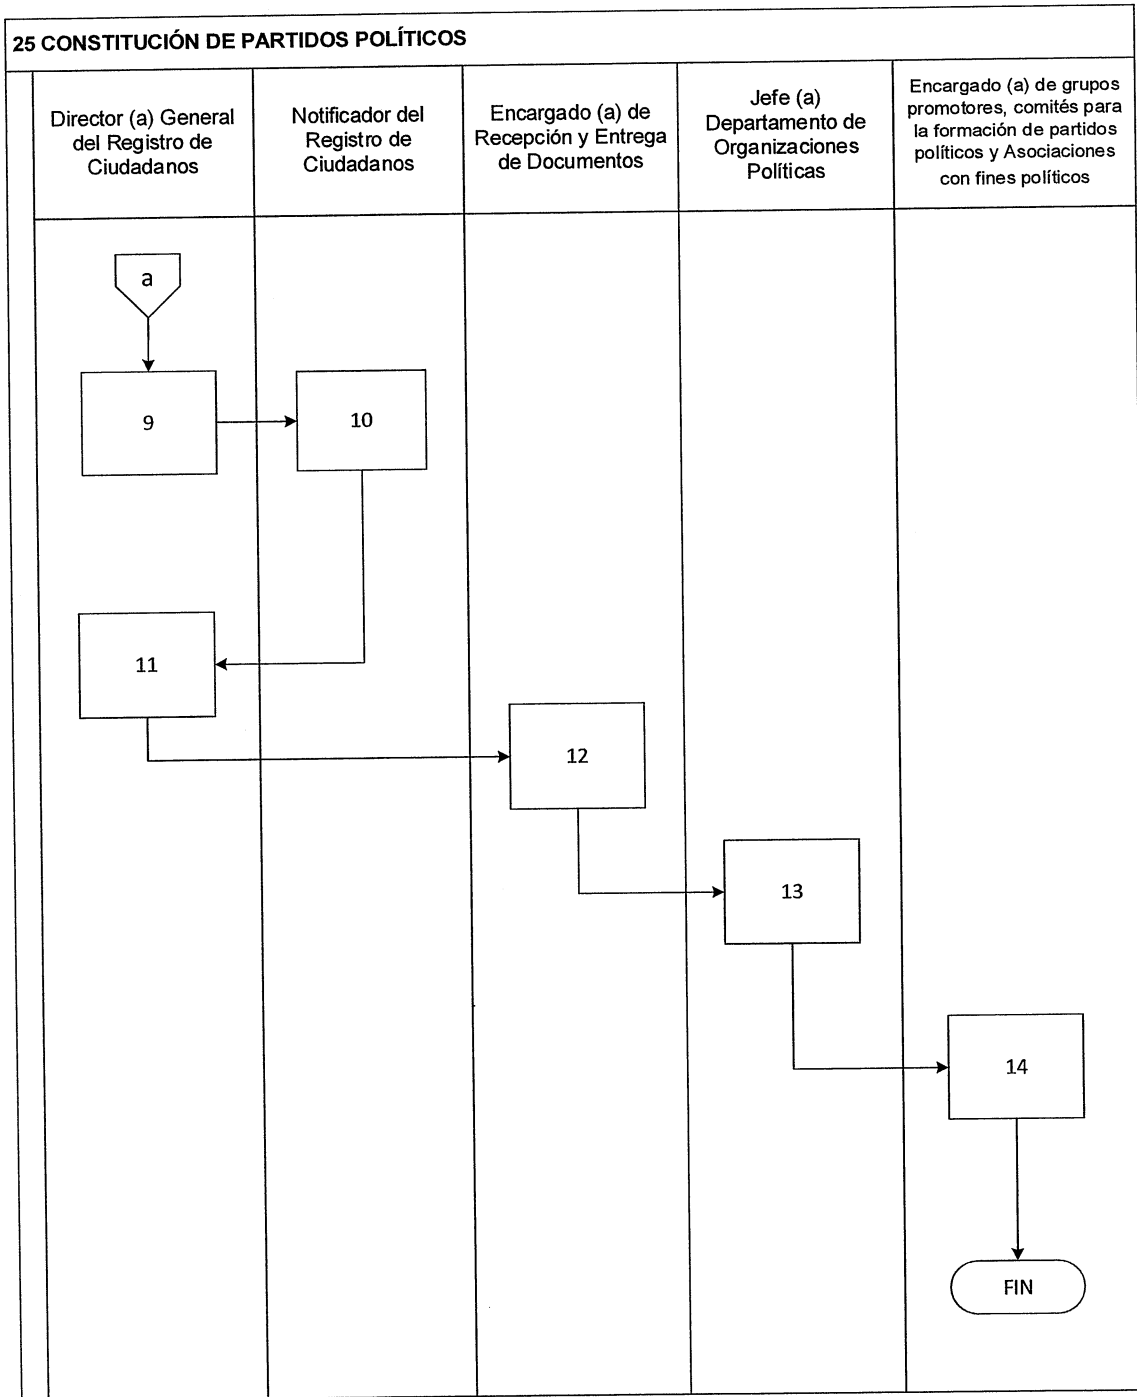 25 CONSTITUCIÓN DE PARTIDOS POLÍTICOS
Director (a) General
del Registro de
Ciudadanos
Notificador del
Registro de
Ciudadanos
Encargado (a) de
Recepción y Entrega
de Documentos
Jefe (a)
Departamento de
Organizaciones
Políticas
Encargado (a) de grupos
promotores, comités para
la formación de partidos
políticos y Asociaciones
con fines políticos
a
9
10
11
12
13
14
FIN